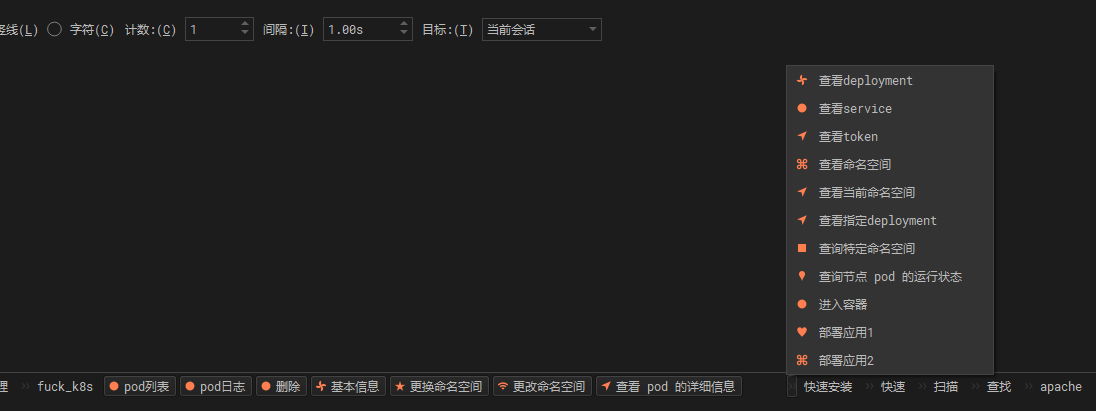 竖线(L) 字符(C) 计数:(C) 1 间隔:(I) 1.00s 目标:(T) 当前会话
查看deployment
查看service
查看token
查看命名空间
查看当前命名空间
查看指定deployment
查询特定命名空间
查询节点 pod 的运行状态
进入容器
部署应用1
部署应用2
理 fuck_k8s pod列表 pod日志 删除 基本信息 更换命名空间 更改命名空间 查看 pod 的详细信息 快速安装 快速 扫描 查找 apache